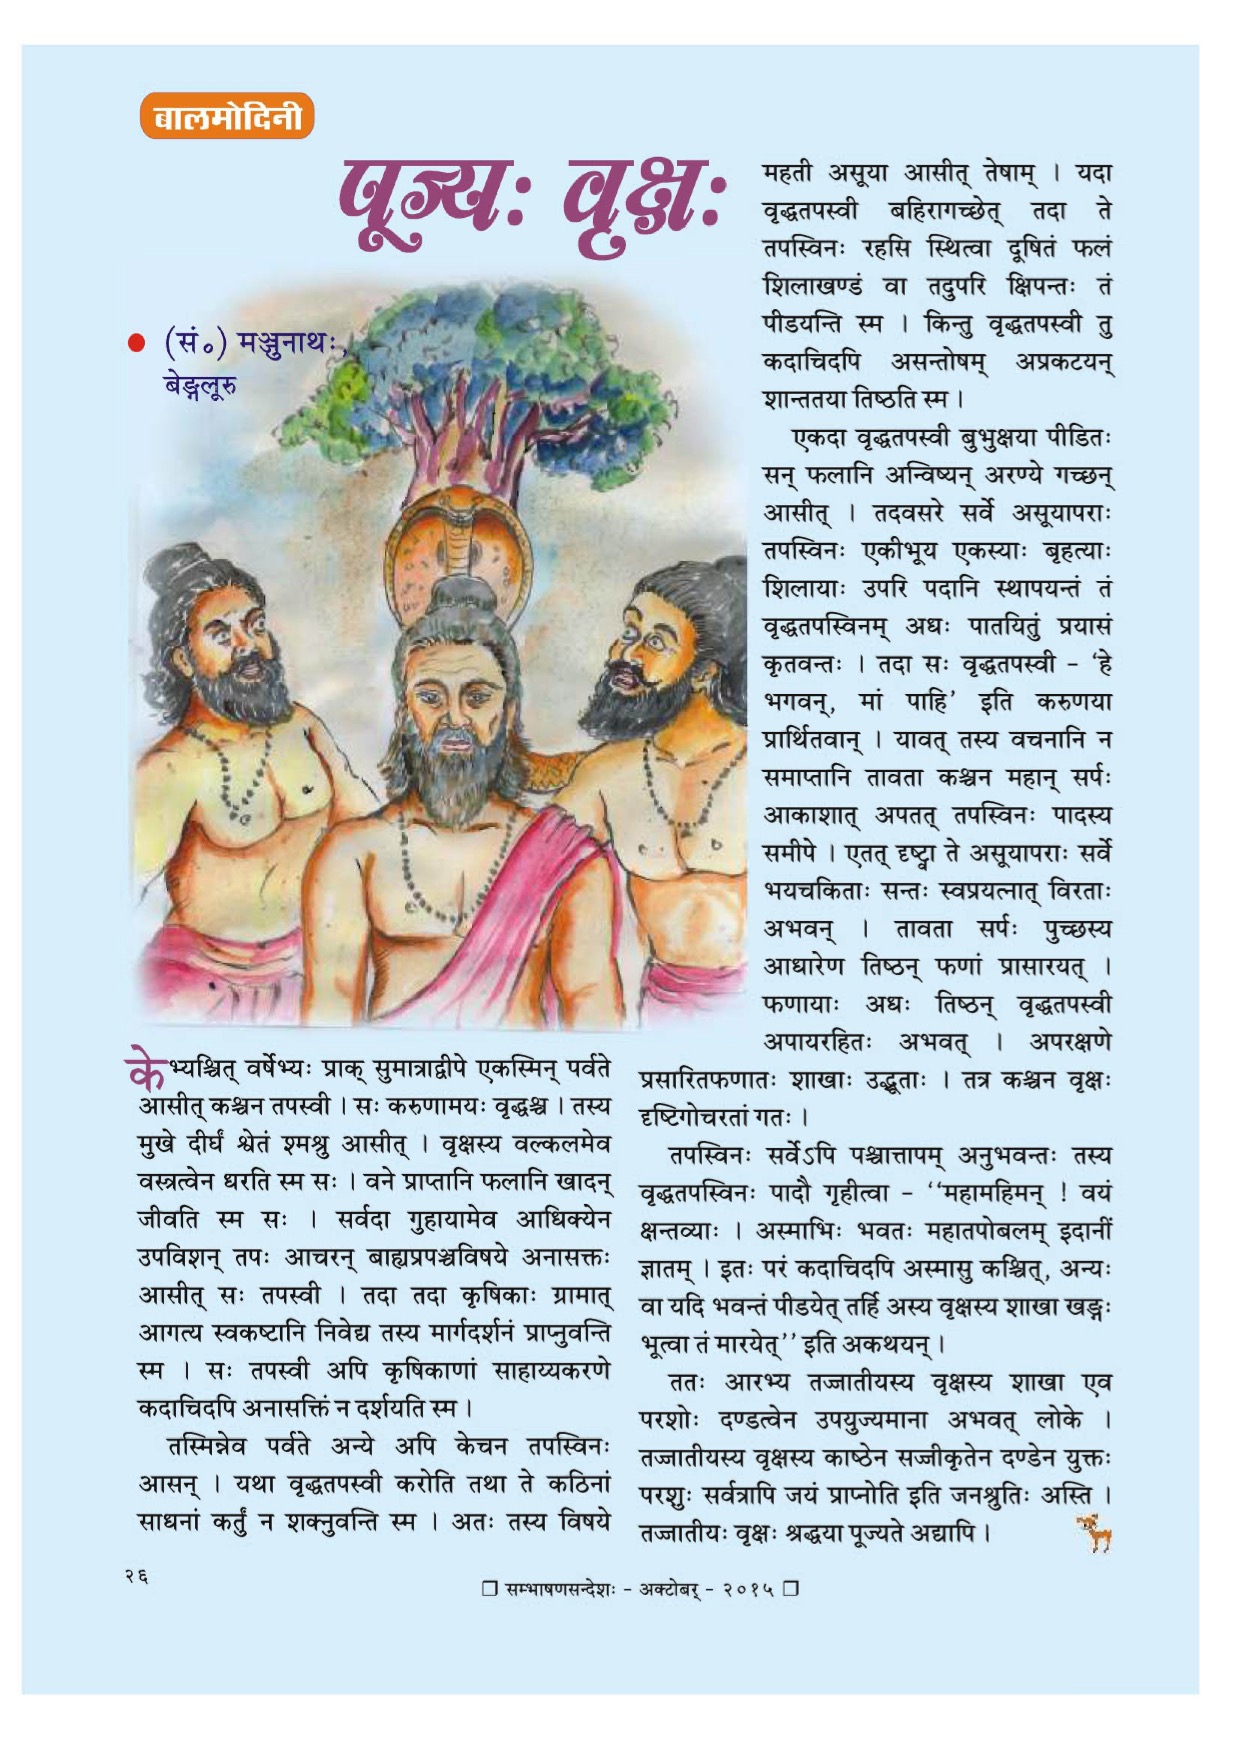 बालमोदिनी
पूज्यः वृक्षः
● (सं०) मञ्जुनाथः,
बेङ्गलूरु
केभ्यश्चित् वर्षेभ्यः प्राक् सुमात्राद्वीपे एकस्मिन् पर्वते
आसीत् कश्चन तपस्वी । सः करुणामयः वृद्धश्च । तस्य
मुखे दीर्घं श्वेतं श्मश्रु आसीत् । वृक्षस्य वल्कलमेव
वस्त्रत्वेन धरति स्म सः । वने प्राप्तानि फलानि खादन्
जीवति स्म सः । सर्वदा गुहायामेव आधिक्येन
उपविशन् तपः आचरन् बाह्यप्रपञ्चविषये अनासक्तः
आसीत् सः तपस्वी । तदा तदा कृषिकाः ग्रामात्
आगत्य स्वकष्टानि निवेद्य तस्य मार्गदर्शनं प्राप्नुवन्ति
स्म । सः तपस्वी अपि कृषिकाणां साहाय्यकरणे
कदाचिदपि अनासक्तिं न दर्शयति स्म ।
तस्मिन्नेव पर्वते अन्ये अपि केचन तपस्विनः
आसन् । यथा वृद्धतपस्वी करोति तथा ते कठिनां
साधनां कर्तुं न शक्नुवन्ति स्म । अतः तस्य विषये
महती असूया आसीत् तेषाम् । यदा
वृद्धतपस्वी बहिरागच्छेत् तदा ते
तपस्विनः रहसि स्थित्वा दूषितं फलं
शिलाखण्डं वा तदुपरि क्षिपन्तः तं
पीडयन्ति स्म । किन्तु वृद्धतपस्वी तु
कदाचिदपि असन्तोषम् अप्रकटयन्
शान्ततया तिष्ठति स्म ।
एकदा वृद्धतपस्वी बुभुक्षया पीडितः
सन् फलानि अन्विष्यन् अरण्ये गच्छन्
आसीत् । तदवसरे सर्वे असूयापराः
तपस्विनः एकीभूय एकस्याः बृहत्याः
शिलायाः उपरि पदानि स्थापयन्तं तं
वृद्धतपस्विनम् अधः पातयितुं प्रयासं
कृतवन्तः । तदा सः वृद्धतपस्वी - ‘हे
भगवन्, मां पाहि’ इति करुणया
प्रार्थितवान् । यावत् तस्य वचनानि न
समाप्तानि तावता कश्चन महान् सर्पः
आकाशात् अपतत् तपस्विनः पादस्य
समीपे । एतत् दृष्ट्वा ते असूयापराः सर्वे
भयचकिताः सन्तः स्वप्रयत्नात् विरताः
अभवन् । तावता सर्पः पुच्छस्य
आधारेण तिष्ठन् फणां प्रासारयत् ।
फणायाः अधः तिष्ठन् वृद्धतपस्वी
अपायरहितः अभवत् । अपरक्षणे
प्रसारितफणातः शाखाः उद्भूताः । तत्र कश्चन वृक्षः
दृष्टिगोचरतां गतः ।
तपस्विनः सर्वेऽपि पश्चात्तापम् अनुभवन्तः तस्य
वृद्धतपस्विनः पादौ गृहीत्वा - ‘‘महामहिमन् ! वयं
क्षन्तव्याः । अस्माभिः भवतः महातपोबलम् इदानीं
ज्ञातम् । इतः परं कदाचिदपि अस्मासु कश्चित्, अन्यः
वा यदि भवन्तं पीडयेत् तर्हि अस्य वृक्षस्य शाखा खड्गः
भूत्वा तं मारयेत्’’ इति अकथयन् ।
ततः आरभ्य तज्जातीयस्य वृक्षस्य शाखा एव
परशोः दण्डत्वेन उपयुज्यमाना अभवत् लोके ।
तज्जातीयस्य वृक्षस्य काष्ठेन सज्जीकृतेन दण्डेन युक्तः
परशुः सर्वत्रापि जयं प्राप्नोति इति जनश्रुतिः अस्ति ।
तज्जातीयः वृक्षः श्रद्धया पूज्यते अद्यापि ।
२६
❐ सम्भाषणसन्देशः - अक्टोबर् - २०१५ ❐